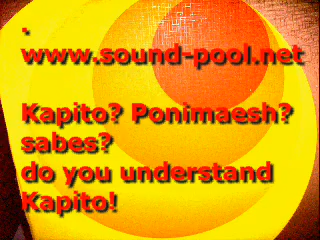 .
www.sound-pool.net
Kapito? Ponimaesh?
sabes?
do you understand
Kapito!